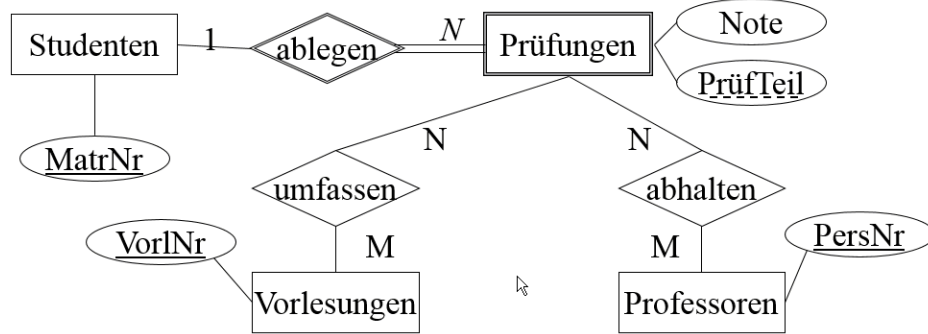 Studenten
1
ablegen
N
Prüfungen
Note
PrüfTeil
MatrNr
N
N
umfassen
abhalten
VorlNr
M
M
PersNr
Vorlesungen
Professoren